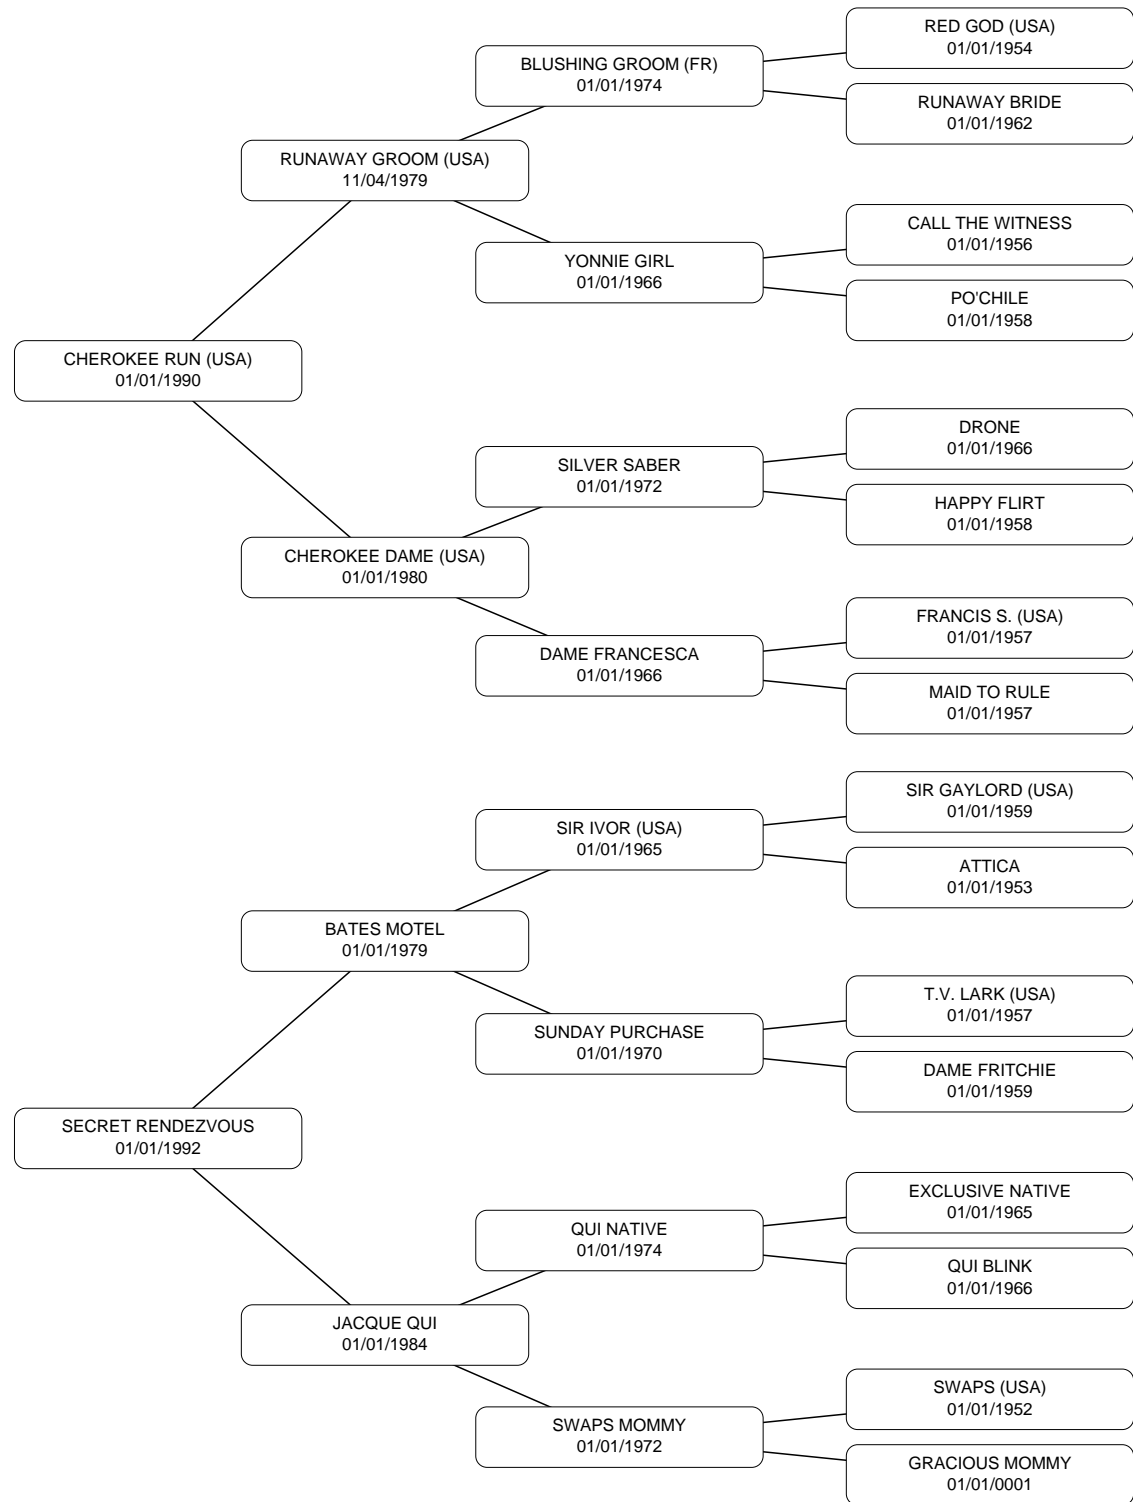 RED GOD (USA)
01/01/1954
BLUSHING GROOM (FR)
01/01/1974
RUNAWAY BRIDE
01/01/1962
RUNAWAY GROOM (USA)
11/04/1979
CALL THE WITNESS
01/01/1956
YONNIE GIRL
01/01/1966
PO'CHILE
01/01/1958
CHEROKEE RUN (USA)
01/01/1990
DRONE
01/01/1966
SILVER SABER
01/01/1972
HAPPY FLIRT
01/01/1958
CHEROKEE DAME (USA)
01/01/1980
FRANCIS S. (USA)
01/01/1957
DAME FRANCESCA
01/01/1966
MAID TO RULE
01/01/1957
SIR GAYLORD (USA)
01/01/1959
SIR IVOR (USA)
01/01/1965
ATTICA
01/01/1953
BATES MOTEL
01/01/1979
T.V. LARK (USA)
01/01/1957
SUNDAY PURCHASE
01/01/1970
DAME FRITCHIE
01/01/1959
SECRET RENDEZVOUS
01/01/1992
EXCLUSIVE NATIVE
01/01/1965
QUI NATIVE
01/01/1974
QUI BLINK
01/01/1966
JACQUE QUI
01/01/1984
SWAPS (USA)
01/01/1952
SWAPS MOMMY
01/01/1972
GRACIOUS MOMMY
01/01/0001